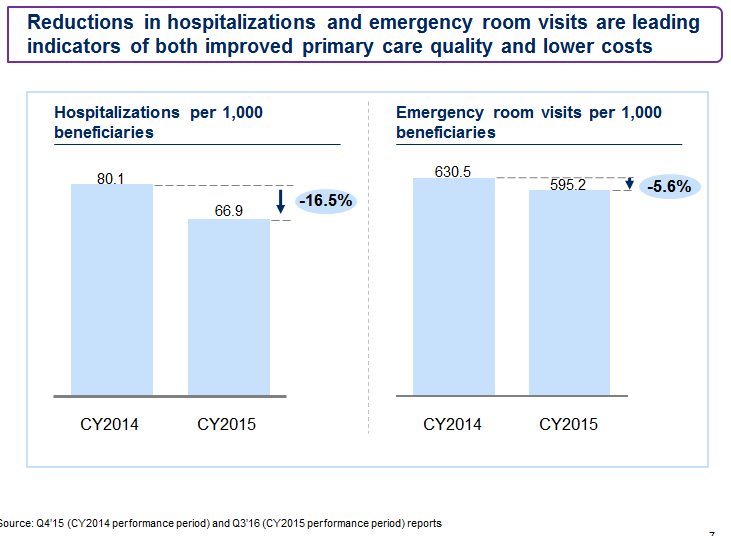 Reductions in hospitalizations and emergency room visits are leading
indicators of both improved primary care quality and lower costs
Hospitalizations per 1,000
beneficiaries
80.1
66.9
-16.5%
CY2014
CY2015
Emergency room visits per 1,000
beneficiaries
630.5
595.2
-5.6%
CY2014
CY2015
Source: Q4'15 (CY2014 performance period) and Q3'16 (CY2015 performance period) reports
7